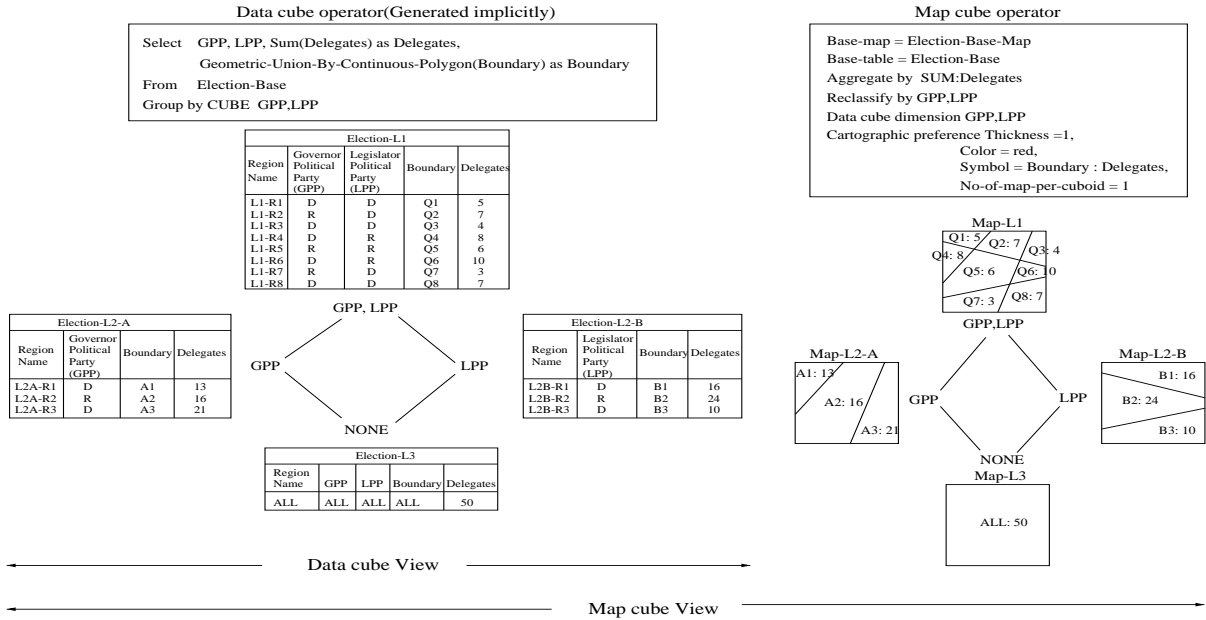 Data cube operator(Generated implicitly)
Select GPP, LPP, Sum(Delegates) as Delegates,
Geometric-Union-By-Continuous-Polygon(Boundary) as Boundary
From Election-Base
Group by CUBE GPP,LPP
Election-L1
Region Name Governor Political Party (GPP) Legislator Political Party (LPP) Boundary Delegates
L1-R1 D D Q1 5
L1-R2 R D Q2 7
L1-R3 D D Q3 4
L1-R4 D R Q4 8
L1-R5 R R Q5 6
L1-R6 D R Q6 10
L1-R7 R D Q7 3
L1-R8 D D Q8 7
GPP, LPP
GPP
LPP
NONE
Election-L2-A
Region Name Governor Political Party (GPP) Boundary Delegates
L2A-R1 D A1 13
L2A-R2 R A2 16
L2A-R3 D A3 21
Election-L2-B
Region Name Legislator Political Party (LPP) Boundary Delegates
L2B-R1 D B1 16
L2B-R2 R B2 24
L2B-R3 D B3 10
Election-L3
Region Name GPP LPP Boundary Delegates
ALL ALL ALL ALL 50
Data cube View
Map cube operator
Base-map = Election-Base-Map
Base-table = Election-Base
Aggregate by SUM:Delegates
Reclassify by GPP,LPP
Data cube dimension GPP,LPP
Cartographic preference Thickness =1,
Color = red,
Symbol = Boundary : Delegates,
No-of-map-per-cuboid = 1
Map-L1
Q1: 5
Q2: 7
Q3: 4
Q4: 8
Q5: 6
Q6: 10
Q7: 3
Q8: 7
GPP,LPP
Map-L2-A
A1: 13
A2: 16
A3: 21
GPP
LPP
Map-L2-B
B1: 16
B2: 24
B3: 10
NONE
Map-L3
ALL: 50
Map cube View